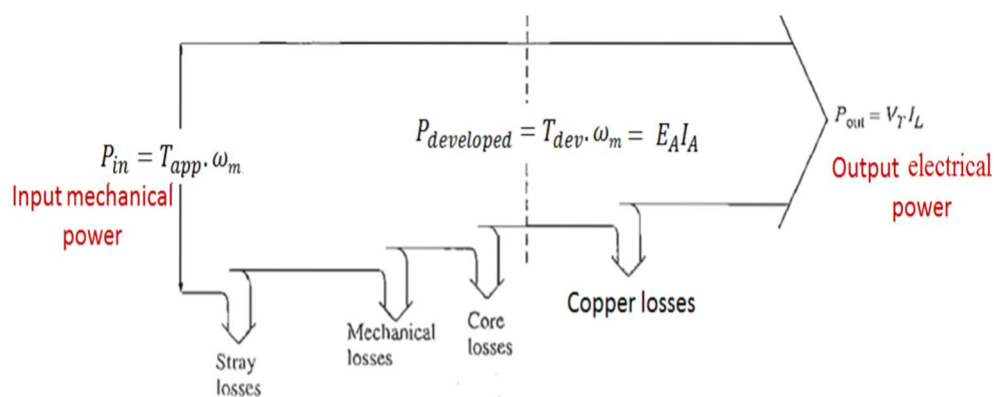 P_in = T_app. ω_m
Input mechanical
power
P_developed = T_dev. ω_m = E_A I_A
P_out = V_T I_L
Output electrical
power
Stray
losses
Mechanical
losses
Core
losses
Copper losses